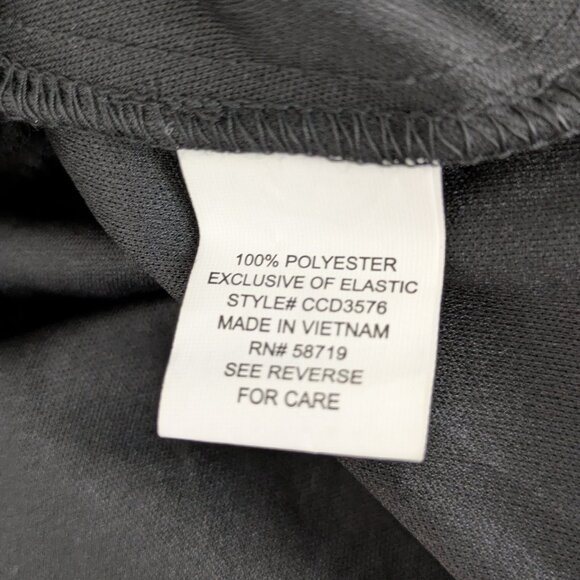 100% POLYESTER
EXCLUSIVE OF ELASTIC
STYLE# CCD3576
MADE IN VIETNAM
RN# 58719
SEE REVERSE
FOR CARE